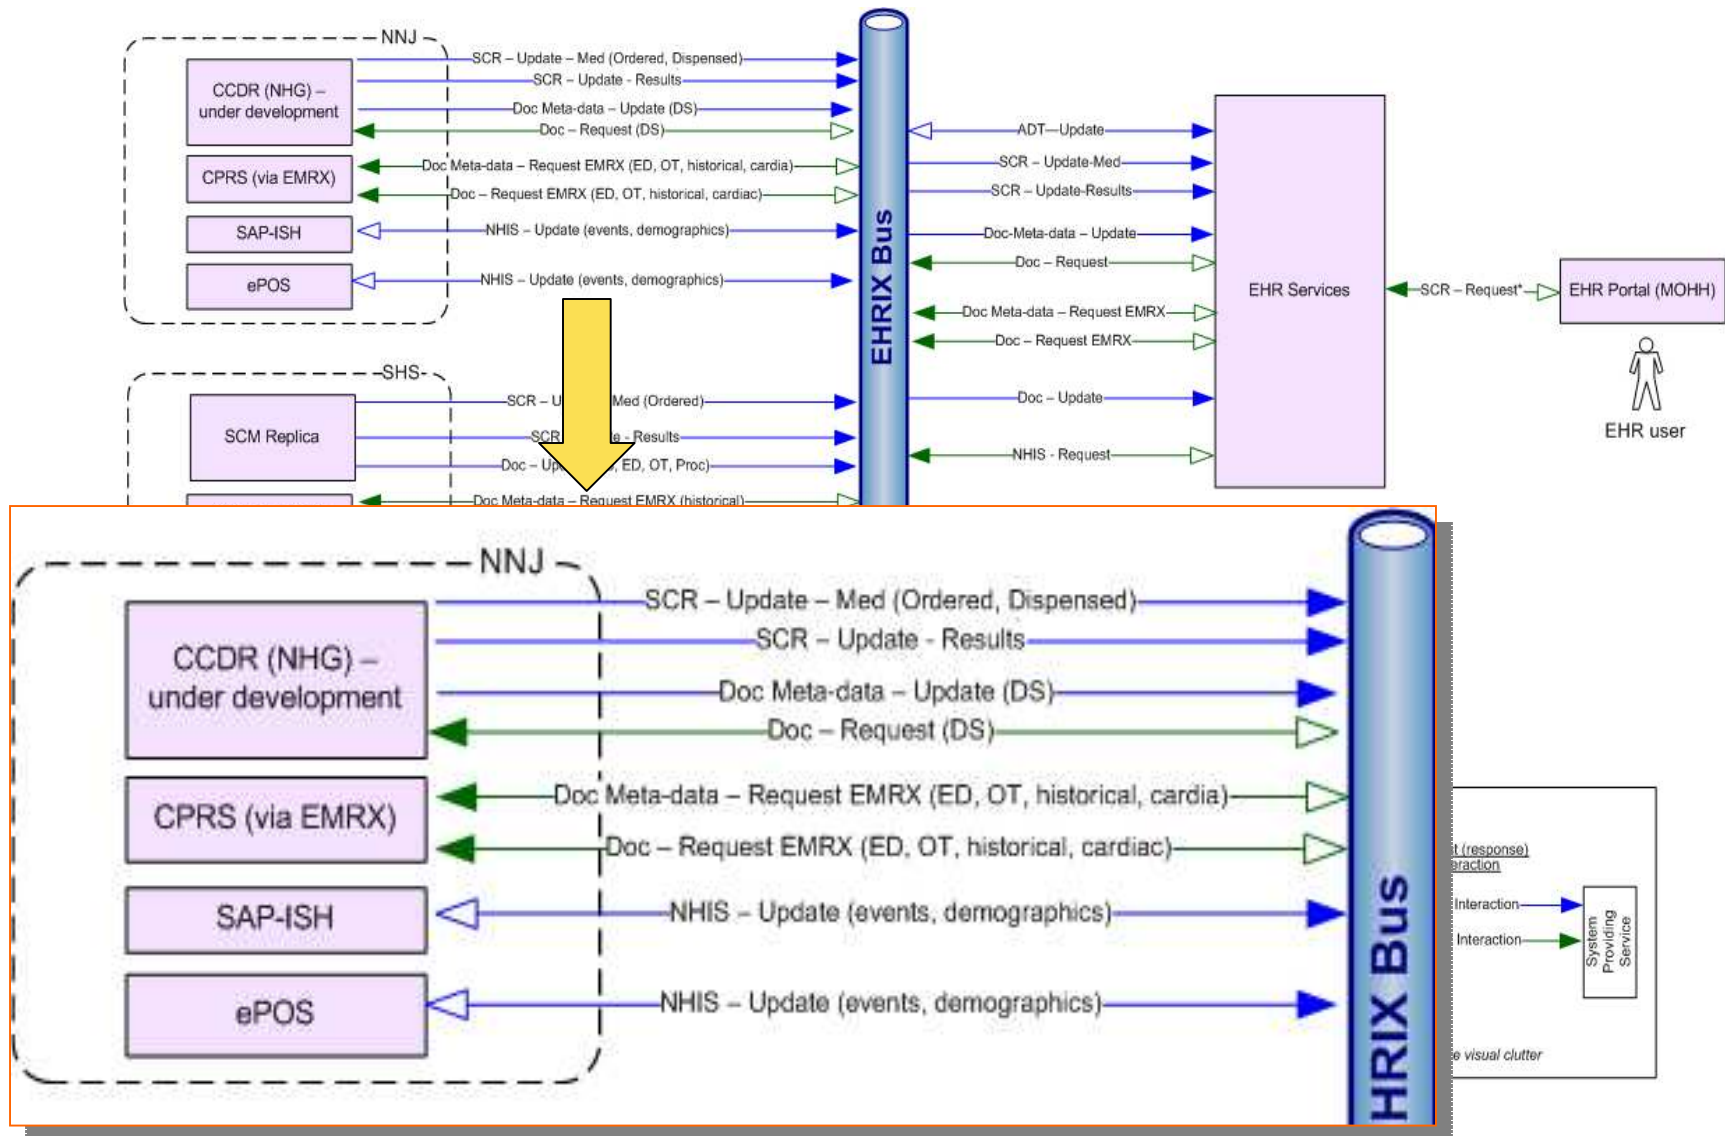 NNJ
CCDR (NHG) –
under development
CPRS (via EMRX)
SAP-ISH
ePOS
SCR – Update – Med (Ordered, Dispensed)
SCR – Update - Results
Doc Meta-data – Update (DS)
Doc – Request (DS)
Doc Meta-data – Request EMRX (ED, OT, historical, cardia)
Doc – Request EMRX (ED, OT, historical, cardiac)
NHIS – Update (events, demographics)
NHIS – Update (events, demographics)
SHS
SCM Replica
SCR – U Med (Ordered)
SCR te - Results
Doc – Up , ED, OT, Proc)
Doc Meta-data – Request EMRX (historical)
EHRIX Bus
ADT—Update
SCR – Update-Med
SCR – Update-Results
Doc-Meta-data – Update
Doc – Request
Doc Meta-data – Request EMRX
Doc – Request EMRX
Doc – Update
NHIS - Request
EHR Services
SCR – Request*
EHR Portal (MOHH)
EHR user
NNJ
CCDR (NHG) –
under development
CPRS (via EMRX)
SAP-ISH
ePOS
SCR – Update – Med (Ordered, Dispensed)
SCR – Update - Results
Doc Meta-data – Update (DS)
Doc – Request (DS)
Doc Meta-data – Request EMRX (ED, OT, historical, cardia)
Doc – Request EMRX (ED, OT, historical, cardiac)
NHIS – Update (events, demographics)
NHIS – Update (events, demographics)
HRIX Bus
(response)
eraction
Interaction
Interaction
System
Providing
Service
e visual clutter